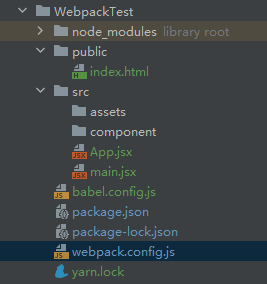 WebpackTest
node_modules library root
public
index.html
src
assets
component
App.jsx
main.jsx
babel.config.js
package.json
package-lock.json
webpack.config.js
yarn.lock